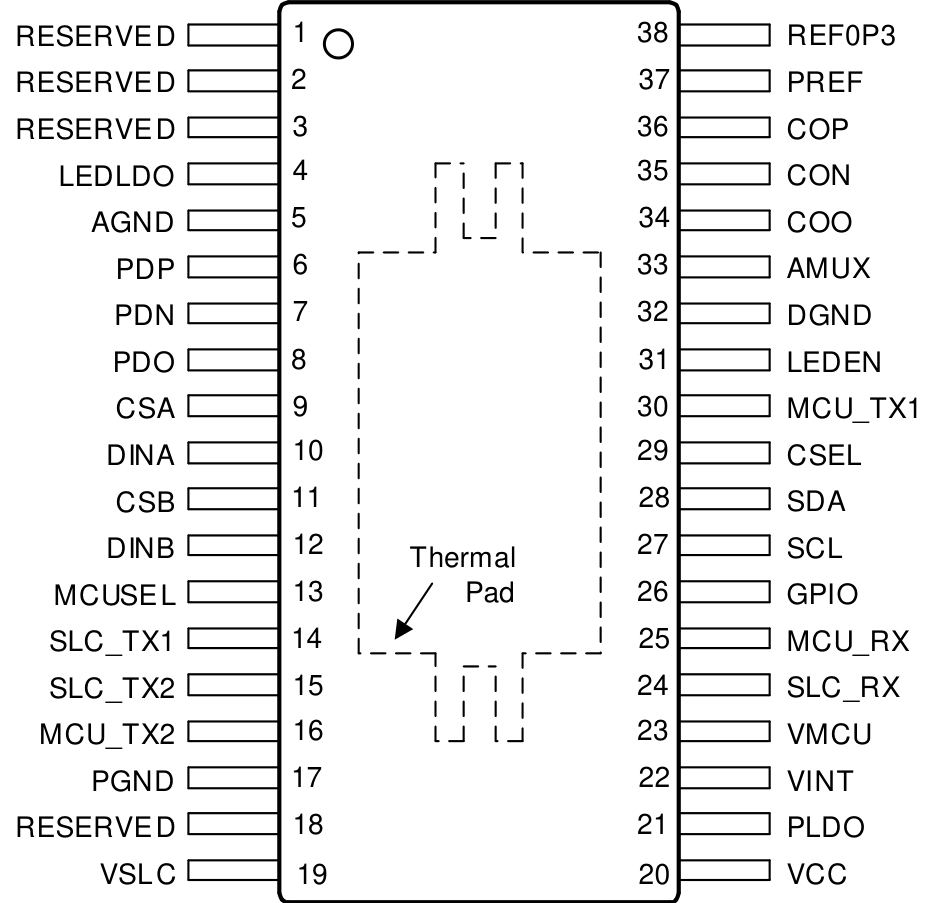 RESERVED 1 38 REF0P3
RESERVED 2 37 PREF
RESERVED 3 36 COP
LEDLDO 4 35 CON
AGND 5 34 COO
PDP 6 33 AMUX
PDN 7 32 DGND
PDO 8 31 LEDEN
CSA 9 30 MCU_TX1
DINA 10 29 CSEL
CSB 11 28 SDA
DINB 12 27 SCL
Thermal
Pad
MCUSEL 13 26 GPIO
SLC_TX1 14 25 MCU_RX
SLC_TX2 15 24 SLC_RX
MCU_TX2 16 23 VMCU
PGND 17 22 VINT
RESERVED 18 21 PLDO
VSLC 19 20 VCC